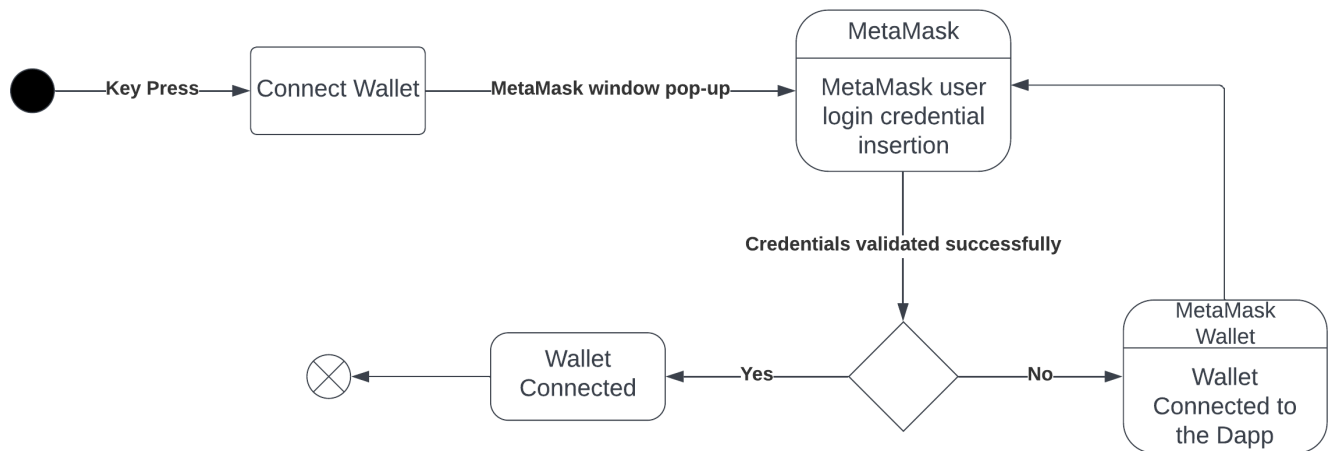 MetaMask
Key Press
Connect Wallet
MetaMask window pop-up
MetaMask user
login credential
insertion
Credentials validated successfully
MetaMask
Wallet
Wallet
Connected
Yes
No
Wallet
Connected to
the Dapp